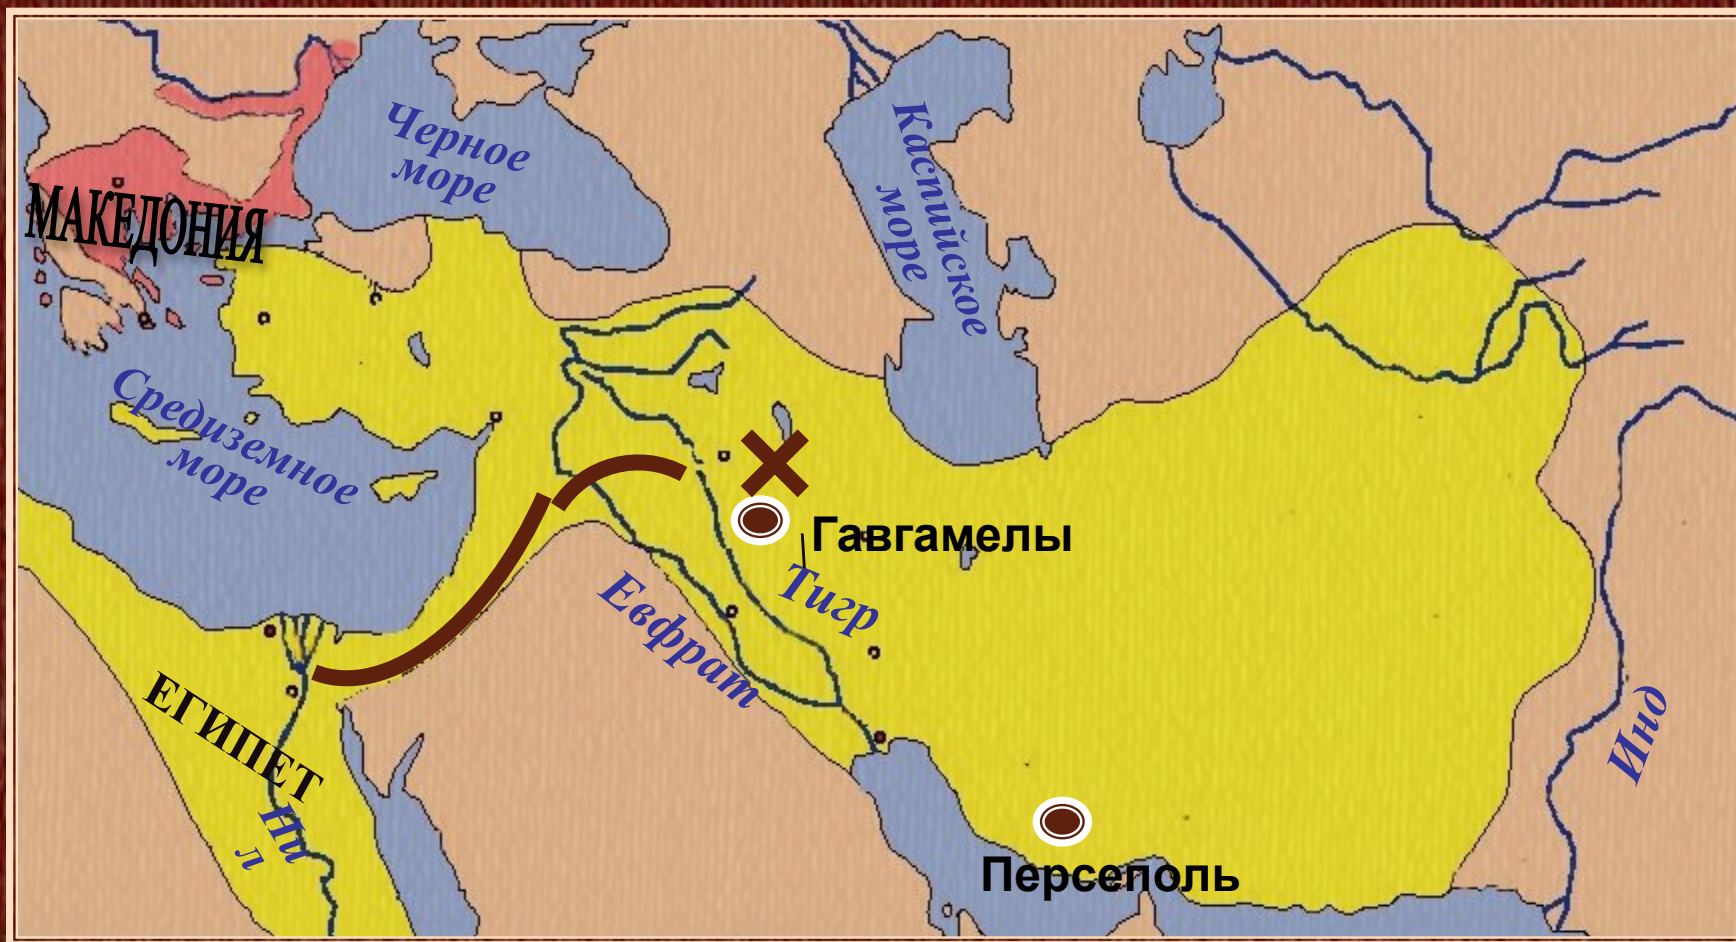 Черное
море
Каспийское
море
МАКЕДОНИЯ
Средиземное
море
Гавгамелы
Тигр
Евфрат
ЕГИПЕТ
Ни
л
Инд
Персеполь